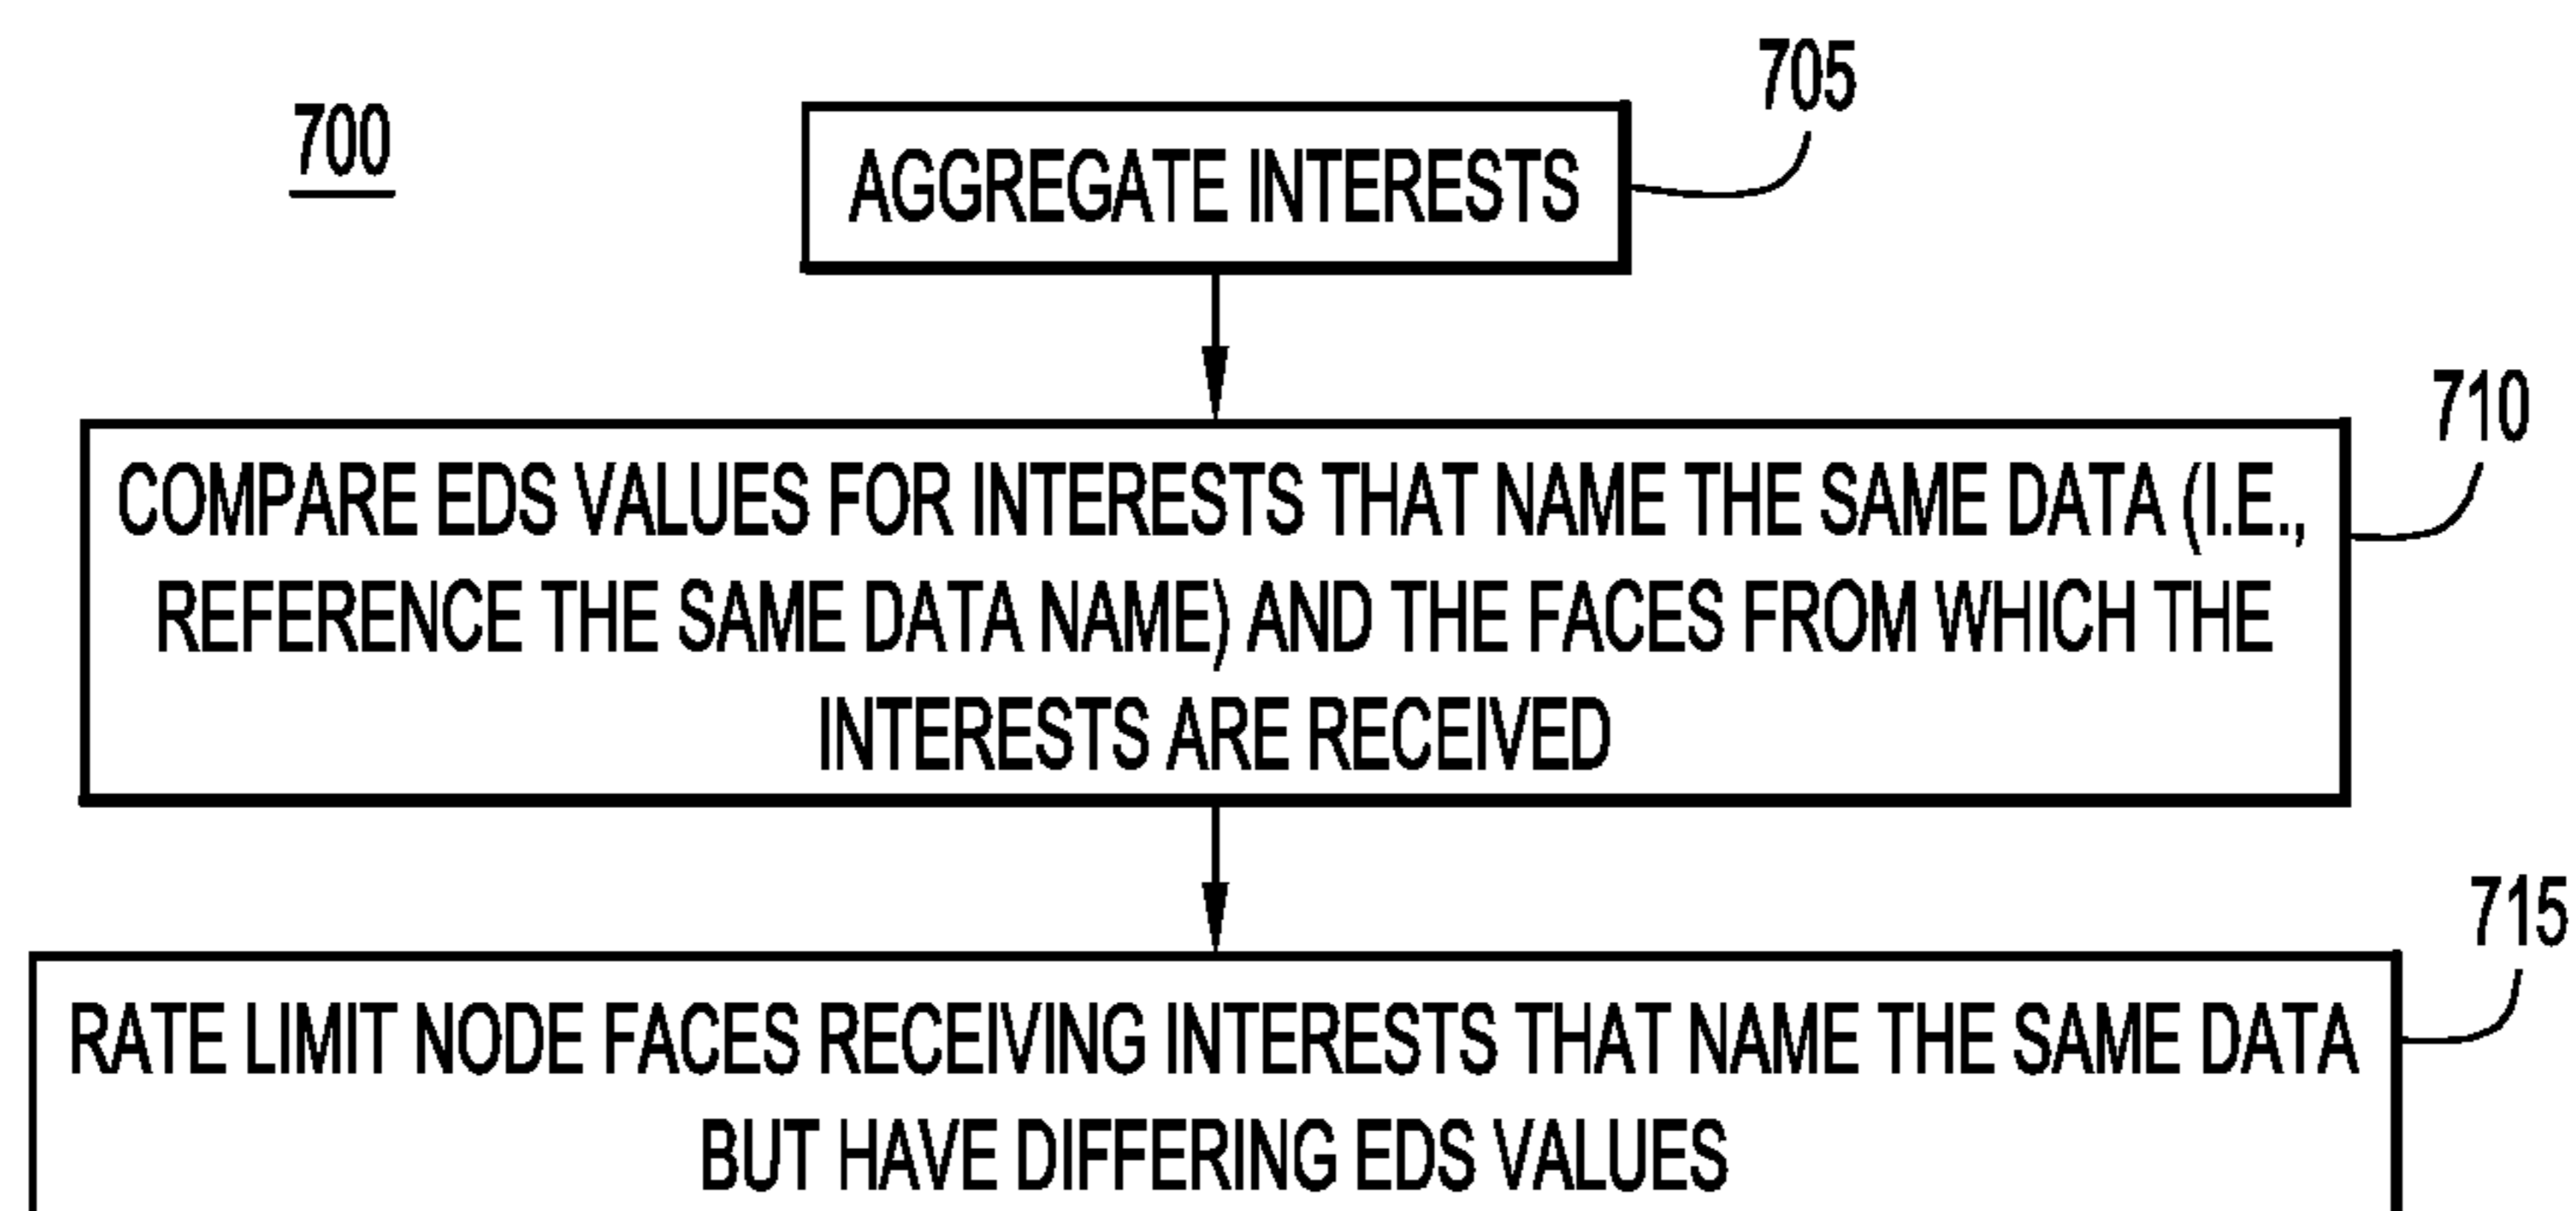 700
705
AGGREGATE INTERESTS
710
COMPARE EDS VALUES FOR INTERESTS THAT NAME THE SAME DATA (I.E.,
REFERENCE THE SAME DATA NAME) AND THE FACES FROM WHICH THE
INTERESTS ARE RECEIVED
715
RATE LIMIT NODE FACES RECEIVING INTERESTS THAT NAME THE SAME DATA
BUT HAVE DIFFERING EDS VALUES